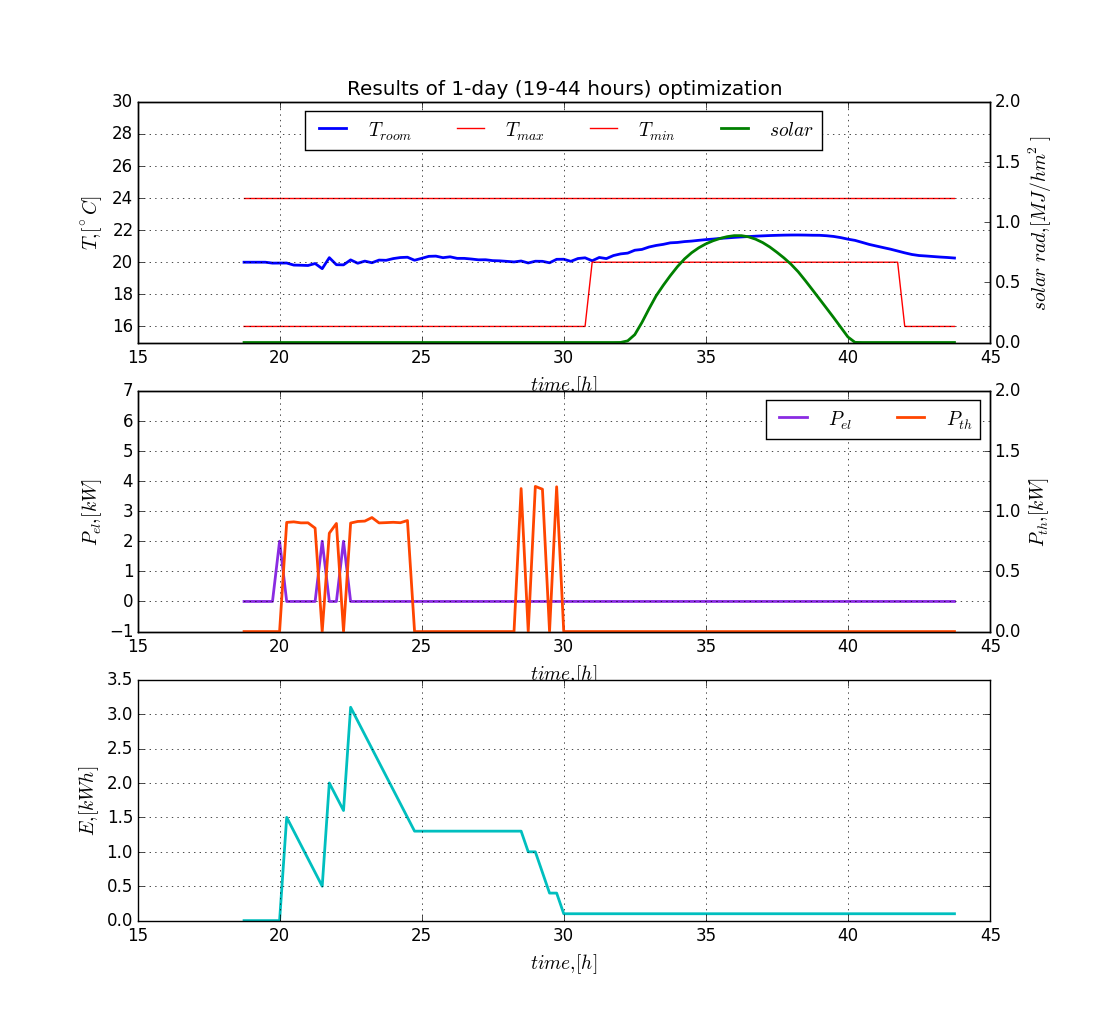 Results of 1-day (19-44 hours) optimization
T_room T_max T_min solar
30
28
26
24
22
20
18
16
T,[°C]
2.0
1.5
1.0
0.5
0.0
solar rad,[MJ/hm²]
15 20 25 30 35 40 45
time,[h]
P_el P_th
7
6
5
4
3
2
1
0
−1
P_el,[kW]
2.0
1.5
1.0
0.5
0.0
P_th,[kW]
15 20 25 30 35 40 45
time,[h]
3.5
3.0
2.5
2.0
1.5
1.0
0.5
0.0
E,[kWh]
15 20 25 30 35 40 45
time,[h]